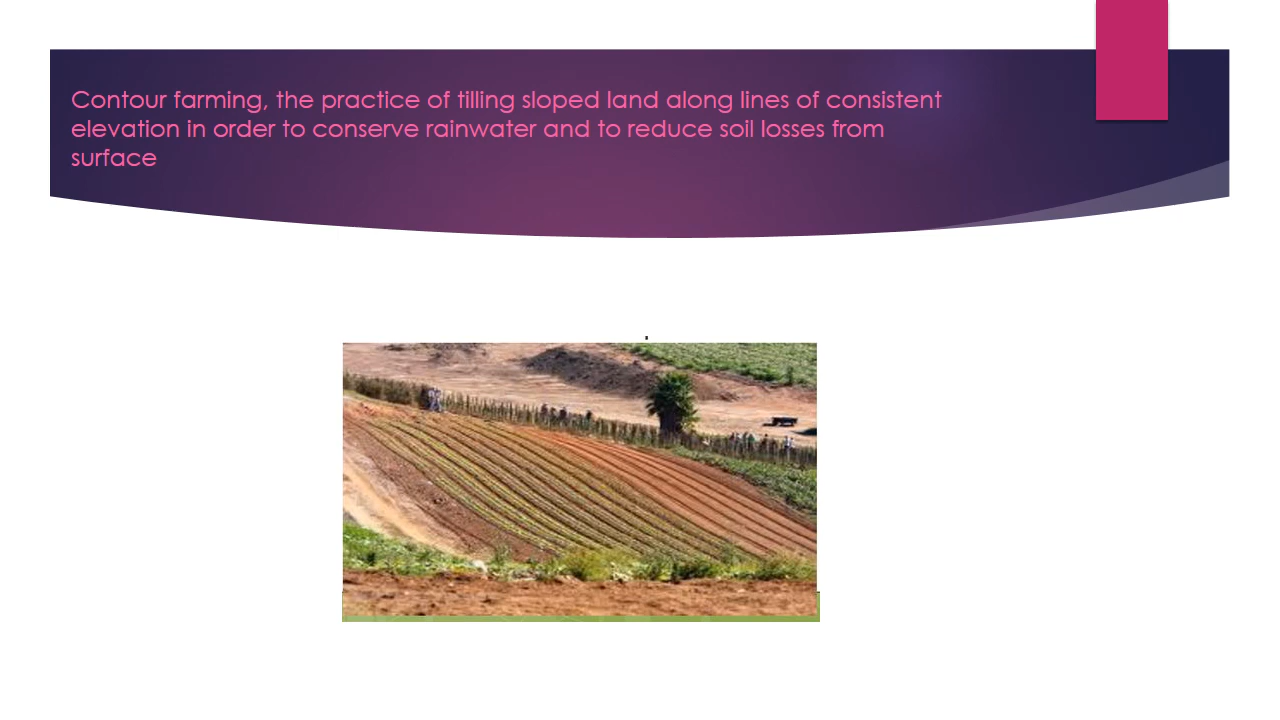 Contour farming, the practice of tilling sloped land along lines of consistent
elevation in order to conserve rainwater and to reduce soil losses from
surface